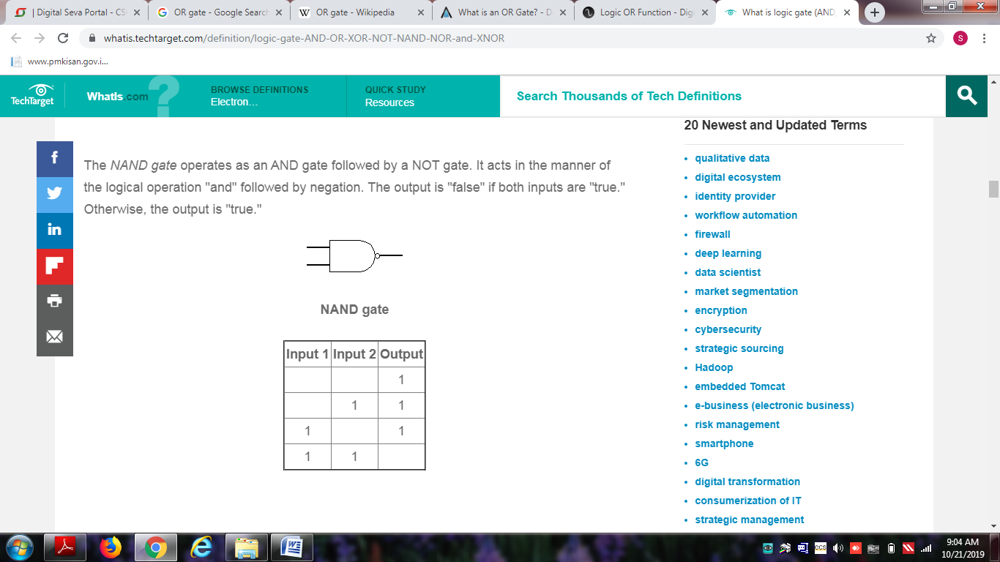 | Digital Seva Portal - CS
OR gate - Google Search
OR gate - Wikipedia
What is an OR Gate? - D
Logic OR Function - Digi
What is logic gate (AND,
whatis.techtarget.com/definition/logic-gate-AND-OR-XOR-NOT-NAND-NOR-and-XNOR
S
www.pmkisan.gov.i...
TechTarget
WhatIs.com
?
BROWSE DEFINITIONS
Electron...
QUICK STUDY
Resources
Search Thousands of Tech Definitions
The NAND gate operates as an AND gate followed by a NOT gate. It acts in the manner of
the logical operation "and" followed by negation. The output is "false" if both inputs are "true."
Otherwise, the output is "true."
NAND gate
Input 1 Input 2 Output
1
1 1
1 1
1 1
20 Newest and Updated Terms
qualitative data
digital ecosystem
identity provider
workflow automation
firewall
deep learning
data scientist
market segmentation
encryption
cybersecurity
strategic sourcing
Hadoop
embedded Tomcat
e-business (electronic business)
risk management
smartphone
6G
digital transformation
consumerization of IT
strategic management
9:04 AM
10/21/2019